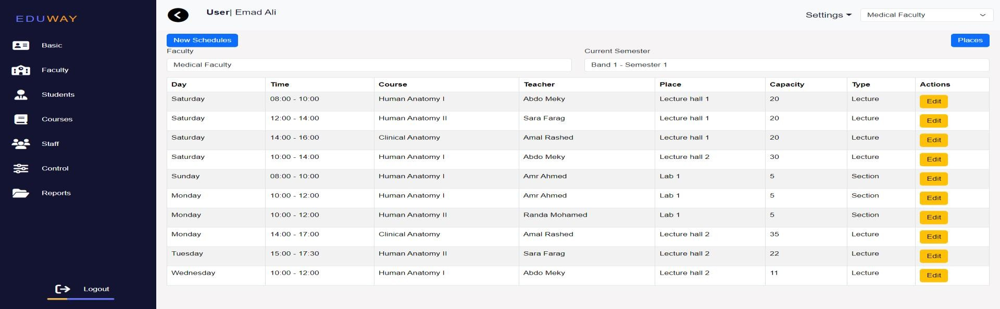 EDUWAY
Basic
Faculty
Students
Courses
Staff
Control
Reports
Logout
User| Emad Ali
Settings
Medical Faculty
New Schedules
Places
Faculty
Current Semester
Medical Faculty
Band 1 - Semester 1
Day Time Course Teacher Place Capacity Type Actions
Saturday 08:00 - 10:00 Human Anatomy I Abdo Meky Lecture hall 1 20 Lecture Edit
Saturday 12:00 - 14:00 Human Anatomy II Sara Farag Lecture hall 1 20 Lecture Edit
Saturday 14:00 - 16:00 Clinical Anatomy Amal Rashed Lecture hall 1 20 Lecture Edit
Saturday 10:00 - 14:00 Human Anatomy I Abdo Meky Lecture hall 2 30 Lecture Edit
Sunday 08:00 - 10:00 Human Anatomy I Amr Ahmed Lab 1 5 Section Edit
Monday 10:00 - 12:00 Human Anatomy I Amr Ahmed Lab 1 5 Section Edit
Monday 10:00 - 12:00 Human Anatomy II Randa Mohamed Lab 1 5 Section Edit
Monday 14:00 - 17:00 Clinical Anatomy Amal Rashed Lecture hall 2 35 Lecture Edit
Tuesday 15:00 - 17:30 Human Anatomy II Sara Farag Lecture hall 2 22 Lecture Edit
Wednesday 10:00 - 12:00 Human Anatomy I Abdo Meky Lecture hall 2 11 Lecture Edit